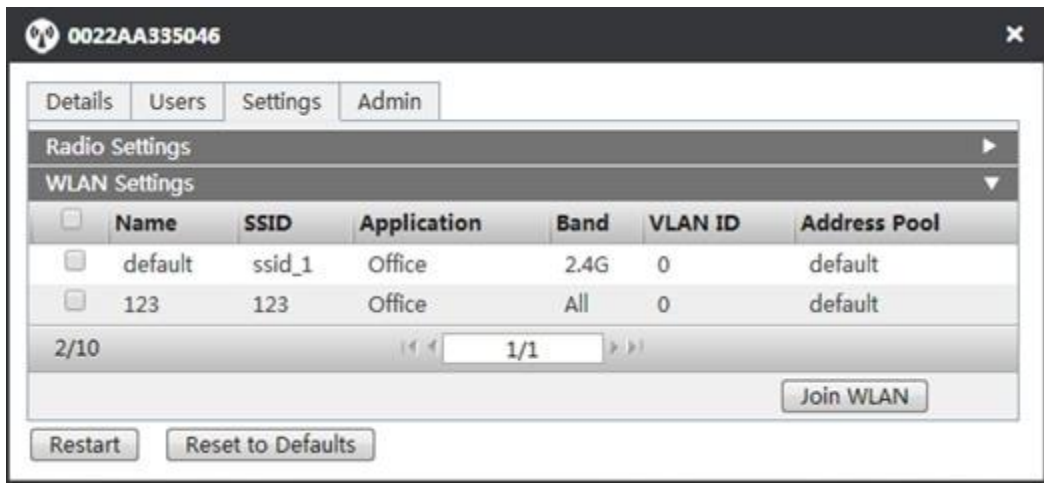 0022AA335046
Details Users Settings Admin
Radio Settings
WLAN Settings
Name SSID Application Band VLAN ID Address Pool
default ssid_1 Office 2.4G 0 default
123 123 Office All 0 default
2/10 1/1
Join WLAN
Restart Reset to Defaults